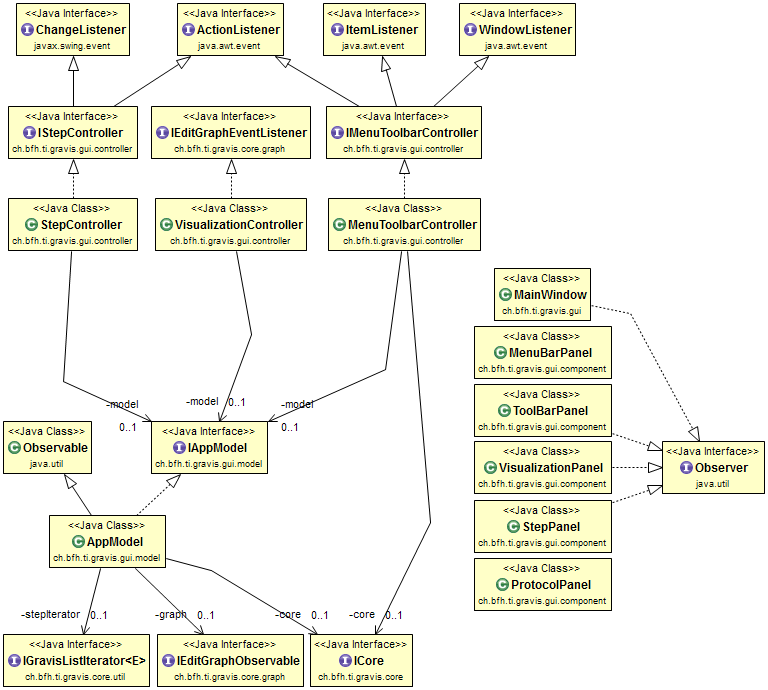 <<Java Interface>>
ChangeListener
javax.swing.event
<<Java Interface>>
ActionListener
java.awt.event
<<Java Interface>>
ItemListener
java.awt.event
<<Java Interface>>
WindowListener
java.awt.event
<<Java Interface>>
IStepController
ch.bfh.ti.gravis.gui.controller
<<Java Interface>>
IEditGraphEventListener
ch.bfh.ti.gravis.core.graph
<<Java Interface>>
IMenuToolbarController
ch.bfh.ti.gravis.gui.controller
<<Java Class>>
StepController
ch.bfh.ti.gravis.gui.controller
<<Java Class>>
VisualizationController
ch.bfh.ti.gravis.gui.controller
<<Java Class>>
MenuToolbarController
ch.bfh.ti.gravis.gui.controller
<<Java Class>>
MainWindow
ch.bfh.ti.gravis.gui
<<Java Class>>
MenuBarPanel
ch.bfh.ti.gravis.gui.component
<<Java Class>>
ToolBarPanel
ch.bfh.ti.gravis.gui.component
<<Java Class>>
VisualizationPanel
ch.bfh.ti.gravis.gui.component
<<Java Class>>
StepPanel
ch.bfh.ti.gravis.gui.component
<<Java Class>>
ProtocolPanel
ch.bfh.ti.gravis.gui.component
<<Java Interface>>
Observer
java.util
-model
0..1
-model
0..1
-model
0..1
<<Java Class>>
Observable
java.util
<<Java Interface>>
IAppModel
ch.bfh.ti.gravis.gui.model
<<Java Class>>
AppModel
ch.bfh.ti.gravis.gui.model
-stepIterator
0..1
-graph
0..1
-core
0..1
-core
0..1
<<Java Interface>>
IGravisListIterator<E>
ch.bfh.ti.gravis.core.util
<<Java Interface>>
IEditGraphObservable
ch.bfh.ti.gravis.core.graph
<<Java Interface>>
ICore
ch.bfh.ti.gravis.core